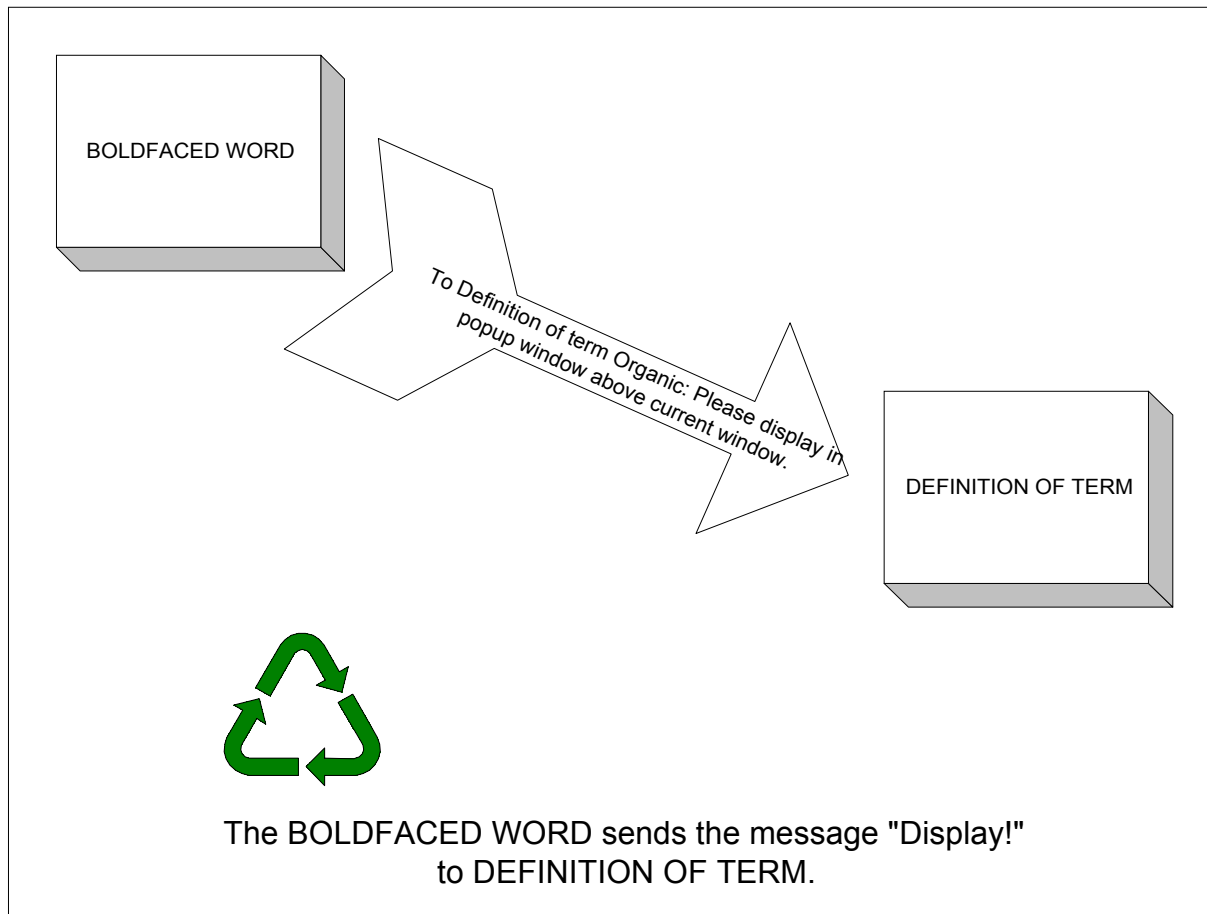 BOLDFACED WORD
To Definition of term Organic: Please display in
popup window above current window.
DEFINITION OF TERM
The BOLDFACED WORD sends the message "Display!"
to DEFINITION OF TERM.